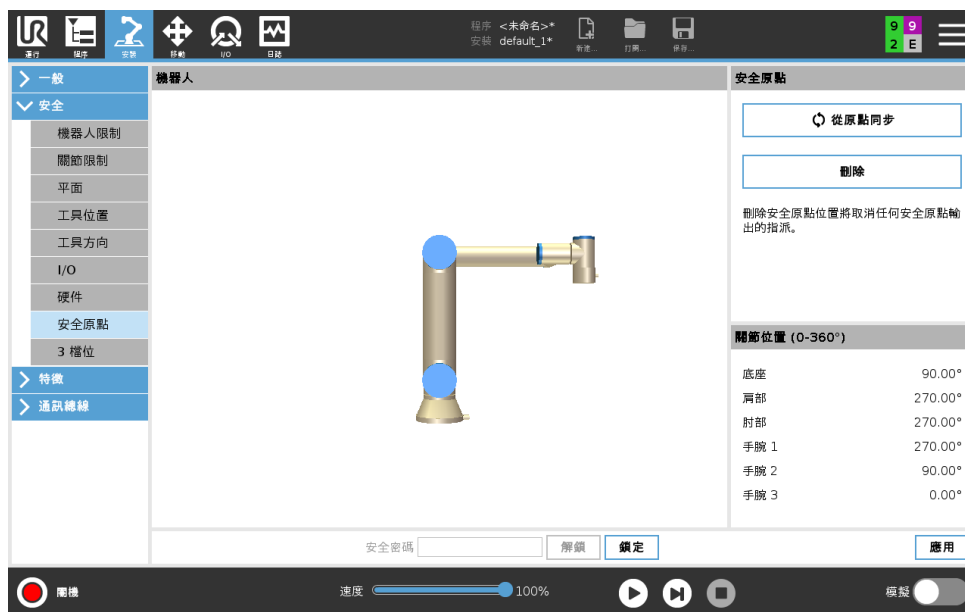 UR
運行
程序
安裝
移動
I/O
日誌
程序 <未命名>*
安裝 default_1*
新建...
打開...
保存...
9 9
2 E
一般
安全
機器人限制
關節限制
平面
工具位置
工具方向
I/O
硬件
安全原點
3 檔位
特徵
通訊總線
機器人
安全原點
從原點同步
刪除
刪除安全原點位置將取消任何安全原點輸
出的指派。
關節位置 (0-360°)
底座 90.00°
肩部 270.00°
肘部 270.00°
手腕 1 270.00°
手腕 2 90.00°
手腕 3 0.00°
安全密碼
解鎖
鎖定
應用
關機
速度
100%
模擬